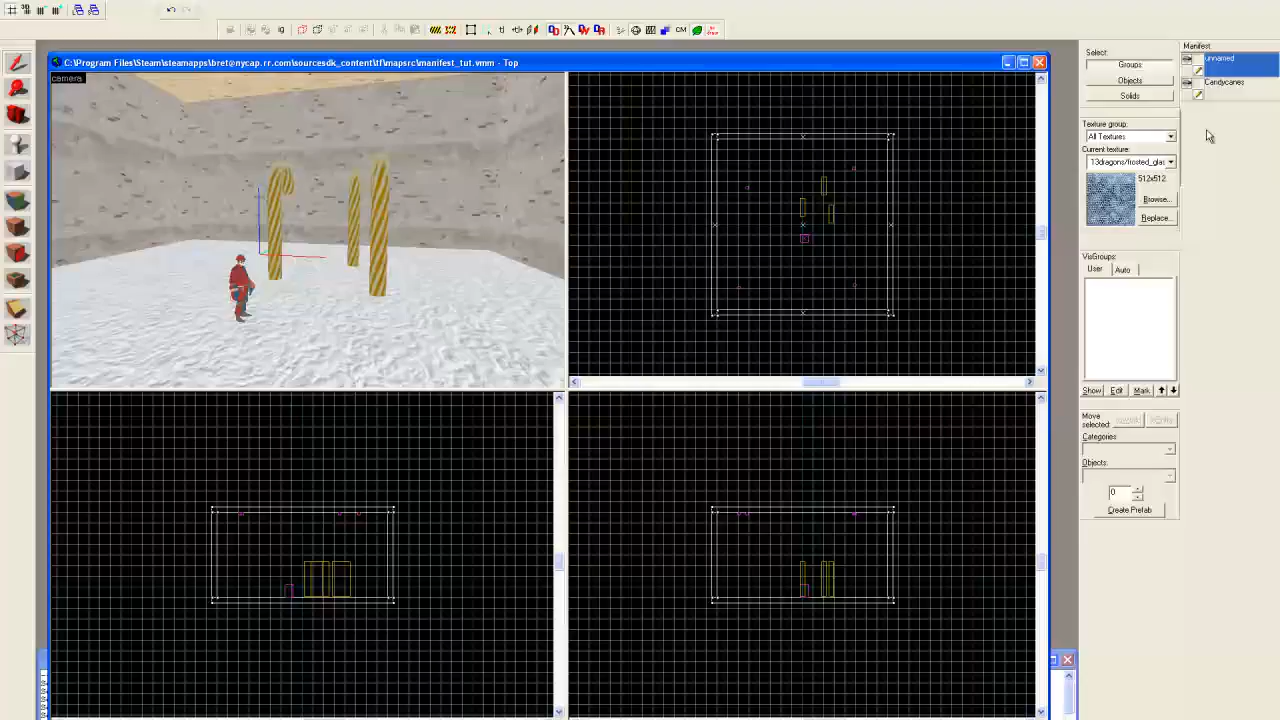 C:\Program Files\Steam\steamapps\bret@nycap.rr.com\sourcesdk_content\tf\mapsrc\manifest_tut.vmm - Top
camera
Select:
Groups
Objects
Solids
Manifest
unnamed
Candycanes
Texture group:
All Textures
Current texture:
13dragons/frosted_glas
512x512
Browse...
Replace...
VisGroups:
User
Auto
Show
Edit
Mark
Move
selected:
Categories
Objects:
0
Create Prefab